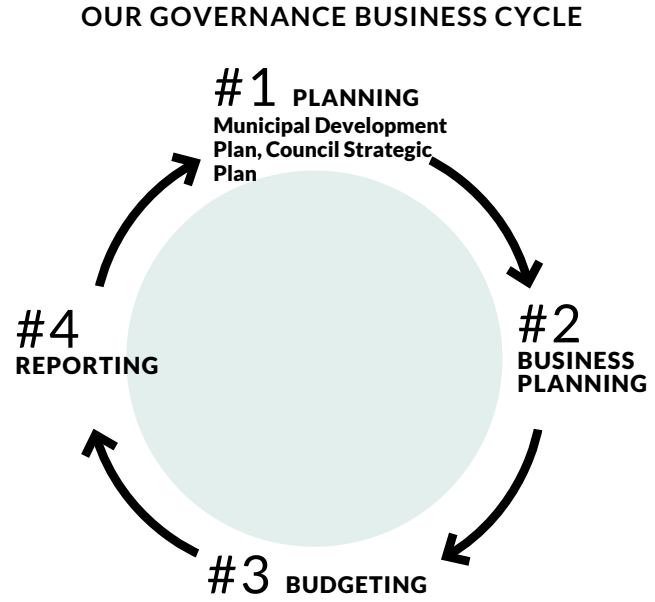 OUR GOVERNANCE BUSINESS CYCLE
#1 PLANNING
Municipal Development
Plan, Council Strategic
Plan
#2
BUSINESS
PLANNING
#3 BUDGETING
#4
REPORTING